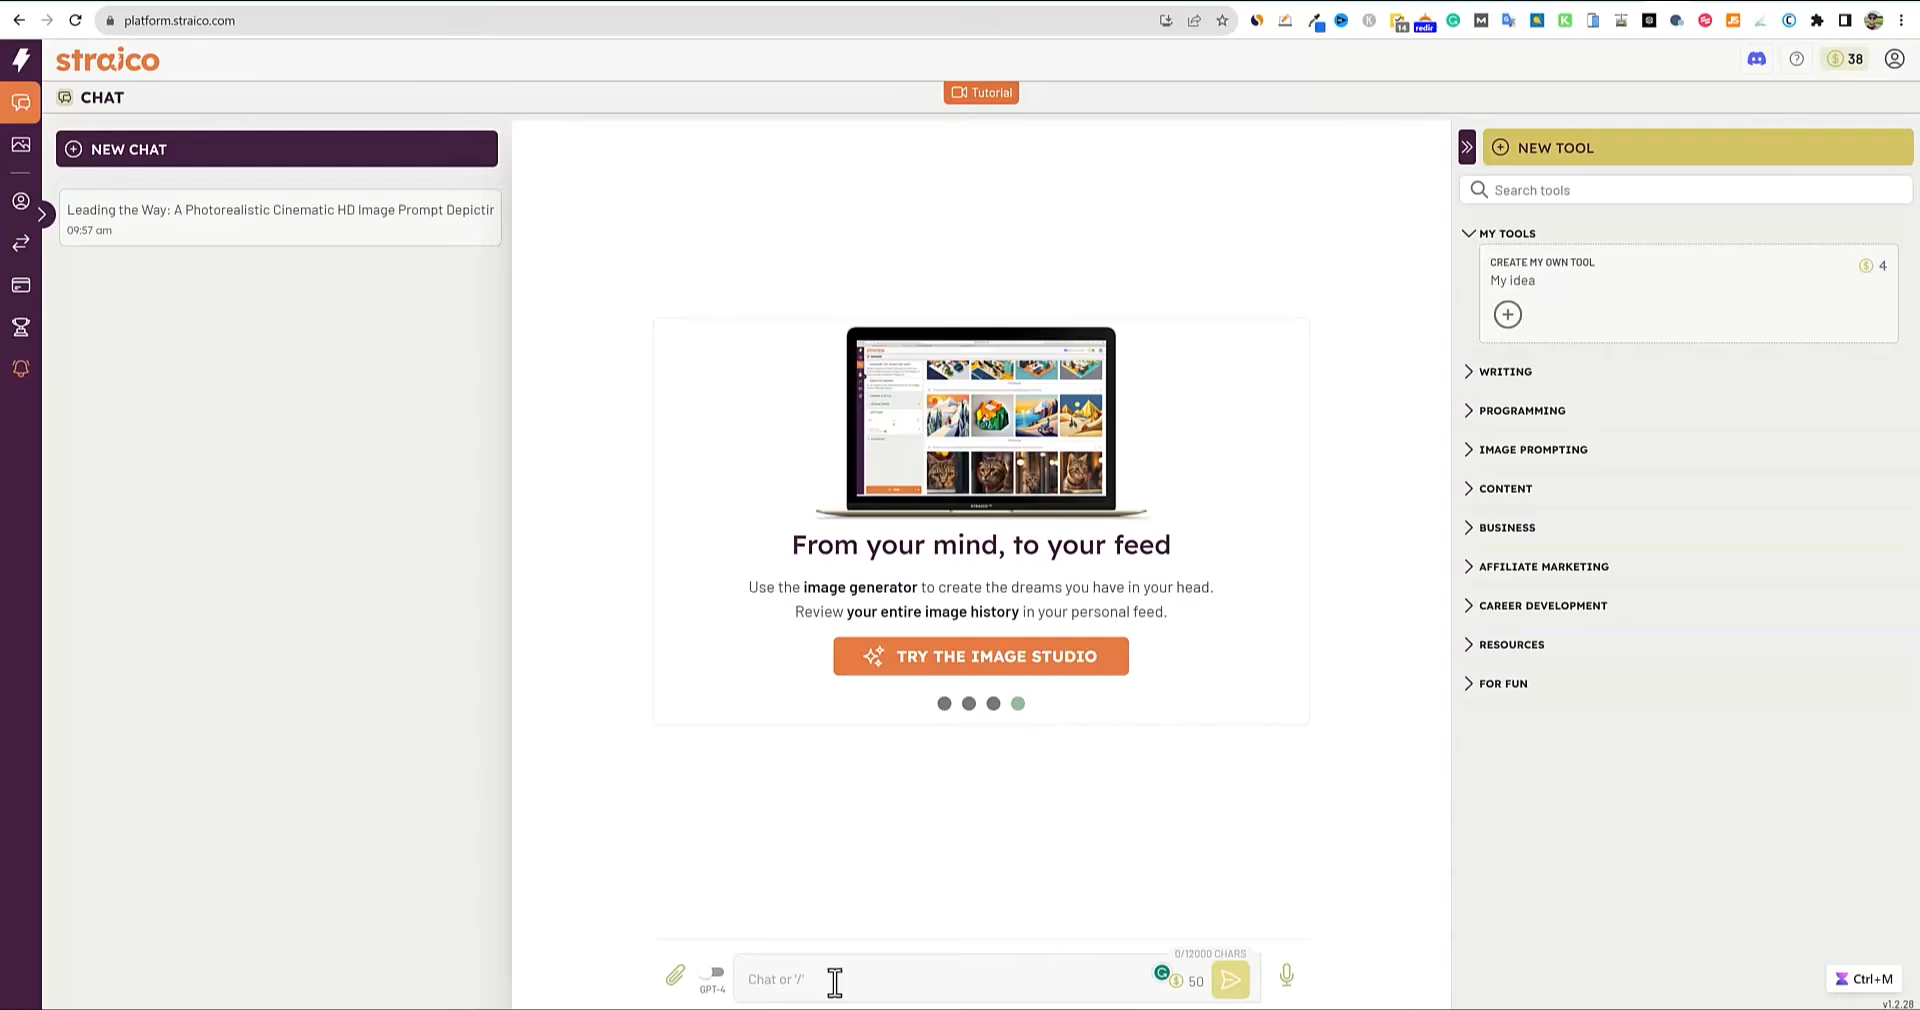 platform.straico.com
14
redir
straico
38
CHAT
Tutorial
NEW CHAT
Leading the Way: A Photorealistic Cinematic HD Image Prompt Depictir
09:57 am
From your mind, to your feed
Use the image generator to create the dreams you have in your head.
Review your entire image history in your personal feed.
TRY THE IMAGE STUDIO
0/12000 CHARS
GPT-4
Chat or '/'
50
NEW TOOL
Search tools
MY TOOLS
CREATE MY OWN TOOL
4
My idea
WRITING
PROGRAMMING
IMAGE PROMPTING
CONTENT
BUSINESS
AFFILIATE MARKETING
CAREER DEVELOPMENT
RESOURCES
FOR FUN
Ctrl+M
v1.2.28